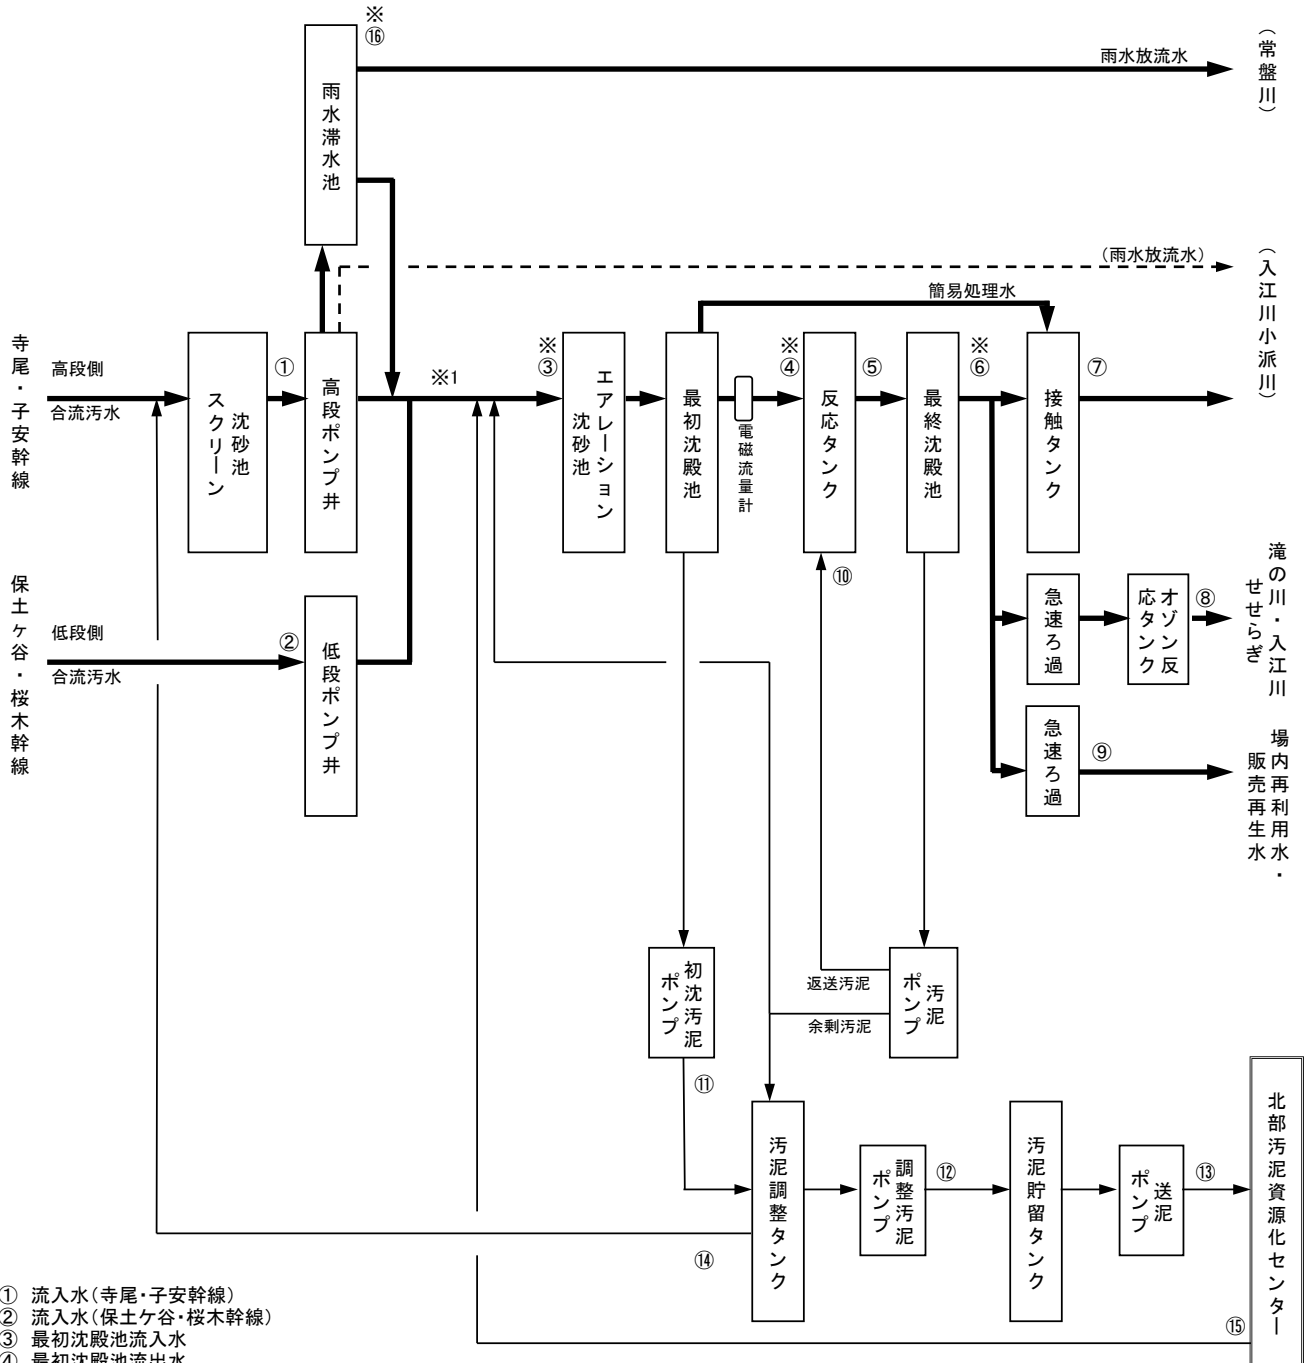 ※
⑯
雨水放流水
（常盤川）
雨水滞水池
（雨水放流水）
（入江川小派川）
簡易処理水
寺尾・子安幹線
高段側
合流汚水
沈砂池
スクリーン
①
高段ポンプ井
※1
※
③
エアレーション
沈砂池
最初沈殿池
電磁流量計
※
④
反応タンク
⑤
最終沈殿池
※
⑥
接触タンク
⑦
保土ケ谷・桜木幹線
低段側
合流汚水
②
低段ポンプ井
⑩
急速ろ過
オゾン反
応タンク
⑧
滝の川・入江川
せせらぎ
急速ろ過
⑨
場内再利用水・
販売再生水
初沈汚泥
ポンプ
返送汚泥
余剰汚泥
汚泥
ポンプ
⑪
汚泥調整タンク
調整汚泥
ポンプ
⑫
汚泥貯留タンク
送泥
ポンプ
⑬
北部汚泥資源化センター
⑭
⑮
① 流入水（寺尾・子安幹線）
② 流入水（保土ケ谷・桜木幹線）
③ 最初沈殿池流入水
④ 最初沈殿池流出水